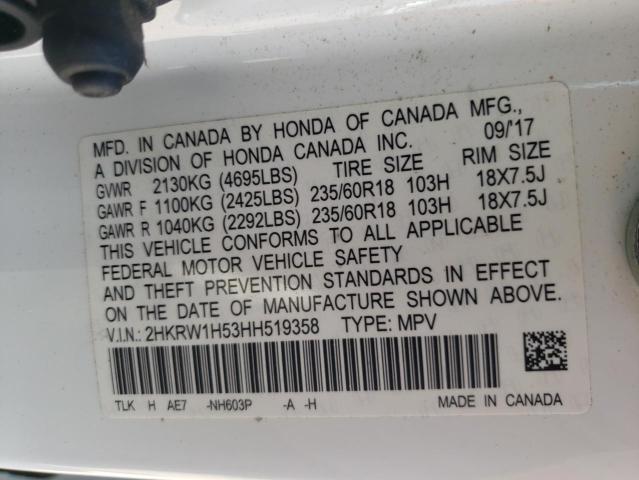 MFD. IN CANADA BY HONDA OF CANADA MFG.,
A DIVISION OF HONDA CANADA INC. 09/'17
GVWR 2130KG (4695LBS) TIRE SIZE RIM SIZE
GAWR F 1100KG (2425LBS) 235/60R18 103H 18X7.5J
GAWR R 1040KG (2292LBS) 235/60R18 103H 18X7.5J
THIS VEHICLE CONFORMS TO ALL APPLICABLE
FEDERAL MOTOR VEHICLE SAFETY
AND THEFT PREVENTION STANDARDS IN EFFECT
ON THE DATE OF MANUFACTURE SHOWN ABOVE.
V.I.N.: 2HKRW1H53HH519358 TYPE: MPV
TLK H AE7 -NH603P -A -H MADE IN CANADA